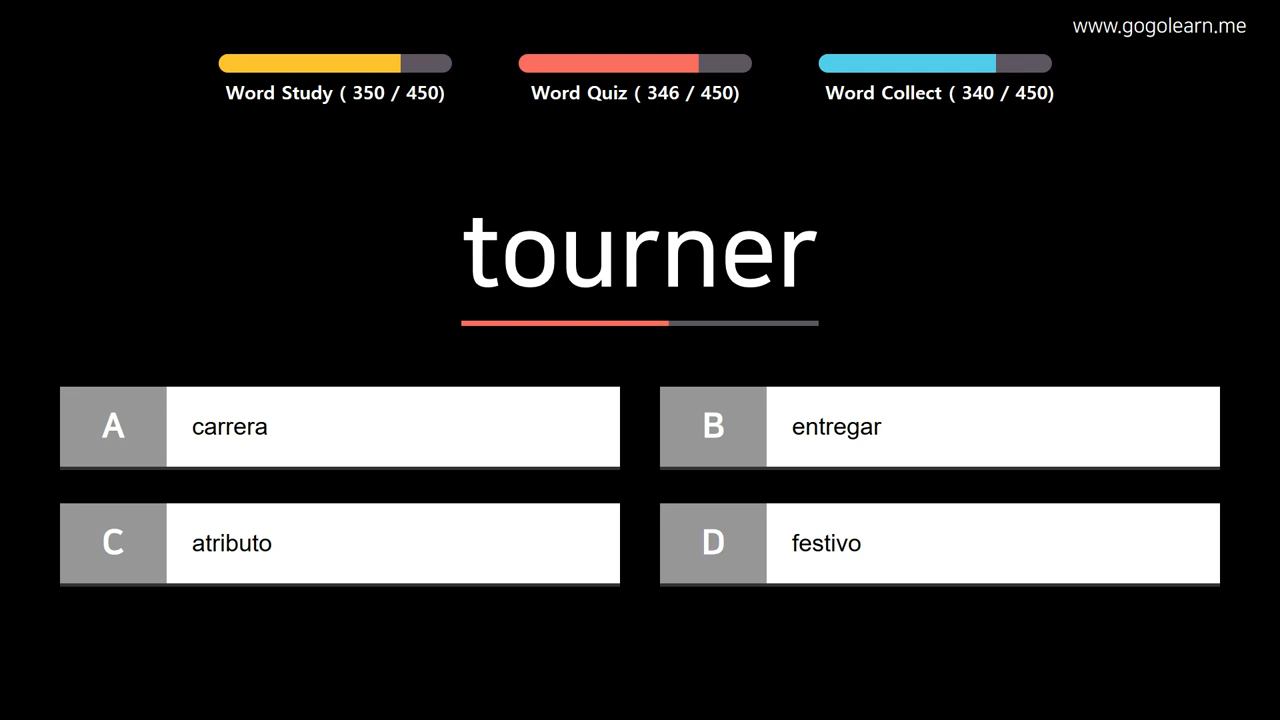 www.gogolearn.me
Word Study ( 350 / 450)
Word Quiz ( 346 / 450)
Word Collect ( 340 / 450)
tourner
A carrera
B entregar
C atributo
D festivo